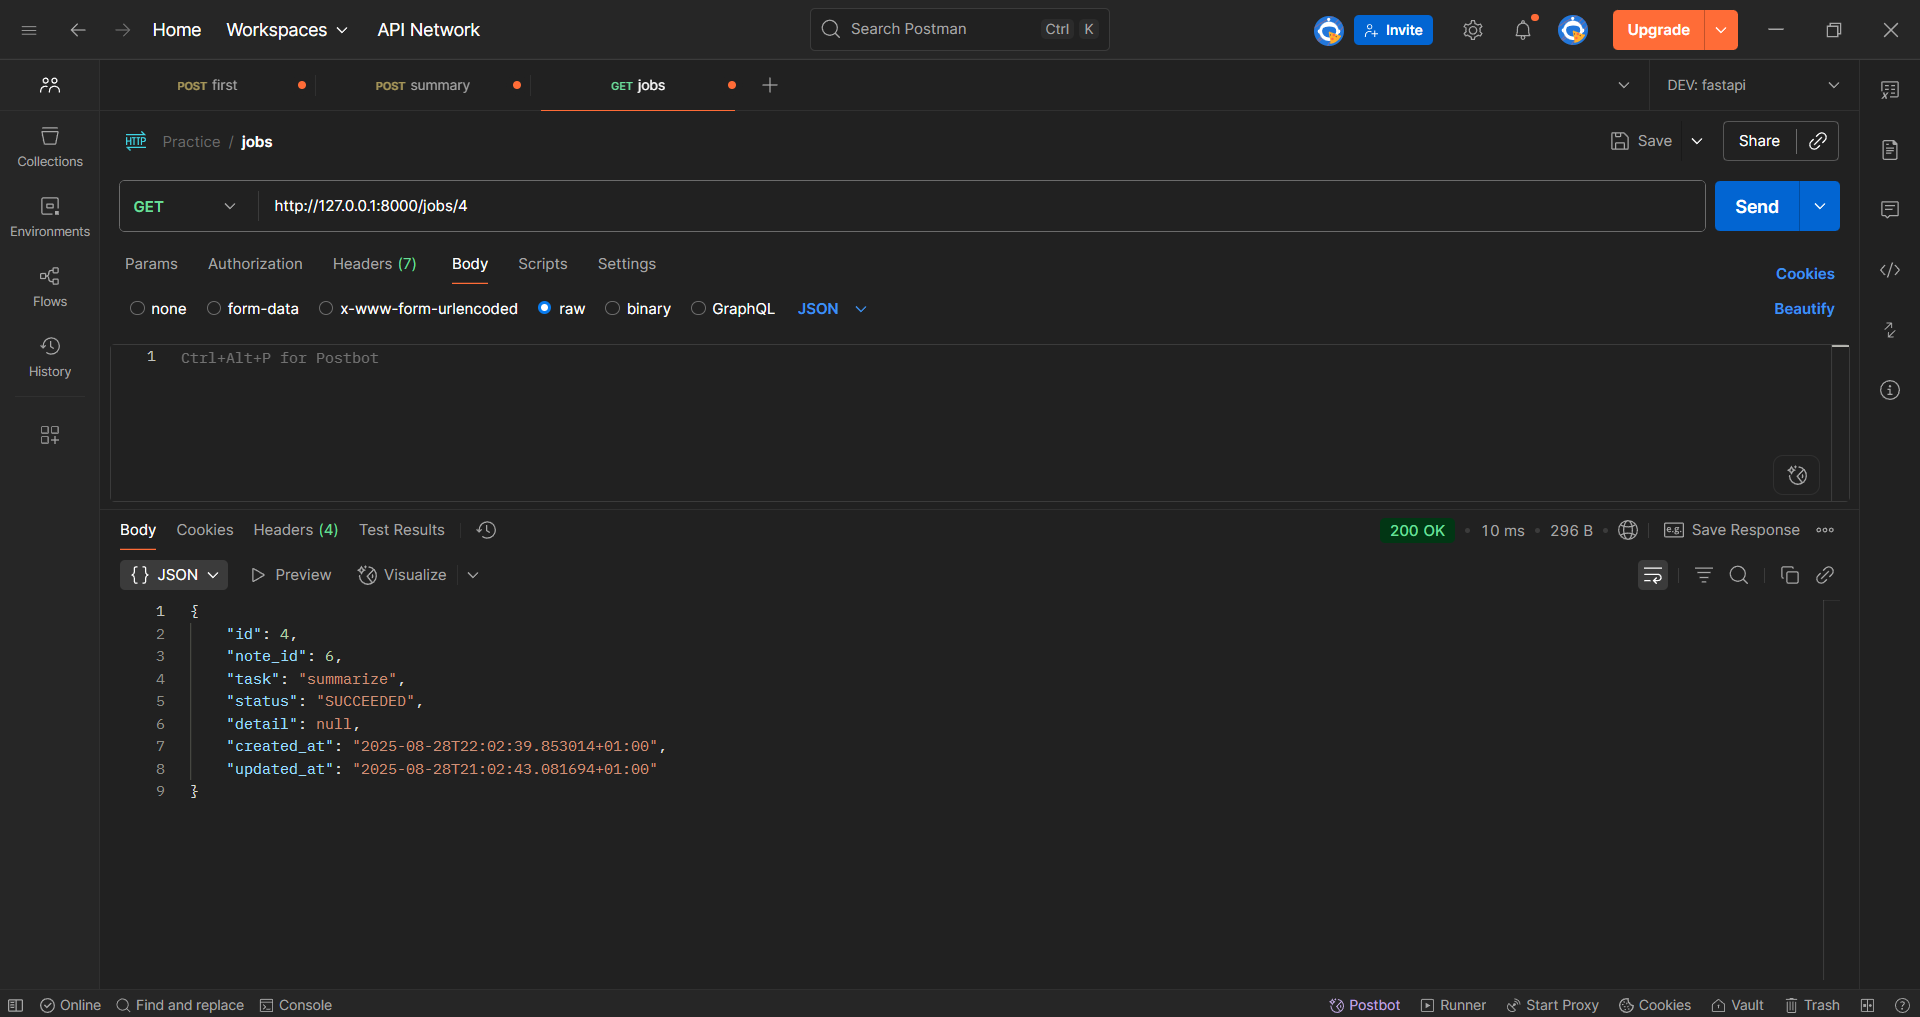 Home Workspaces API Network Search Postman Ctrl K Invite Upgrade
POST first POST summary GET jobs DEV: fastapi
HTTP Practice / jobs Save Share
GET http://127.0.0.1:8000/jobs/4 Send
Params Authorization Headers (7) Body Scripts Settings Cookies
none form-data x-www-form-urlencoded raw binary GraphQL JSON Beautify
1 Ctrl+Alt+P for Postbot
Collections
Environments
Flows
History
Body Cookies Headers (4) Test Results 200 OK • 10 ms • 296 B • e.g. Save Response
{} JSON Preview Visualize
1 {
2 "id": 4,
3 "note_id": 6,
4 "task": "summarize",
5 "status": "SUCCEEDED",
6 "detail": null,
7 "created_at": "2025-08-28T22:02:39.853014+01:00",
8 "updated_at": "2025-08-28T21:02:43.081694+01:00"
9 }
Online Find and replace Console Postbot Runner Start Proxy Cookies Vault Trash